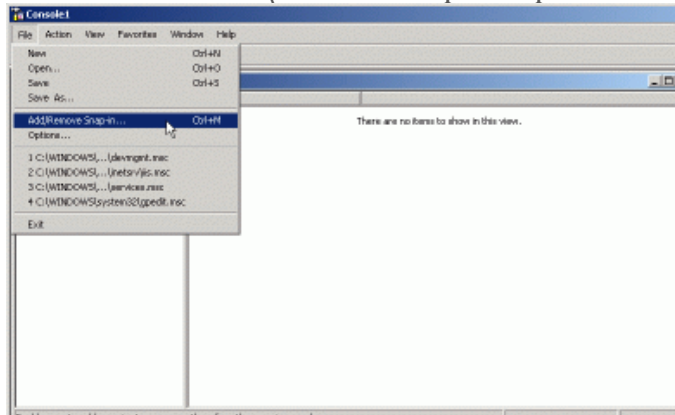 Console1
File Action View Favorites Window Help
New Ctrl+N
Open... Ctrl+O
Save Ctrl+S
Save As...
Add/Remove Snap-in... Ctrl+M
Options...
1 C:\WINDOWS\...\devmgmt.msc
2 C:\WINDOWS\...\inetsrv\iis.msc
3 C:\WINDOWS\...\services.msc
4 C:\WINDOWS\system32\gpedit.msc
Exit
There are no items to show in this view.